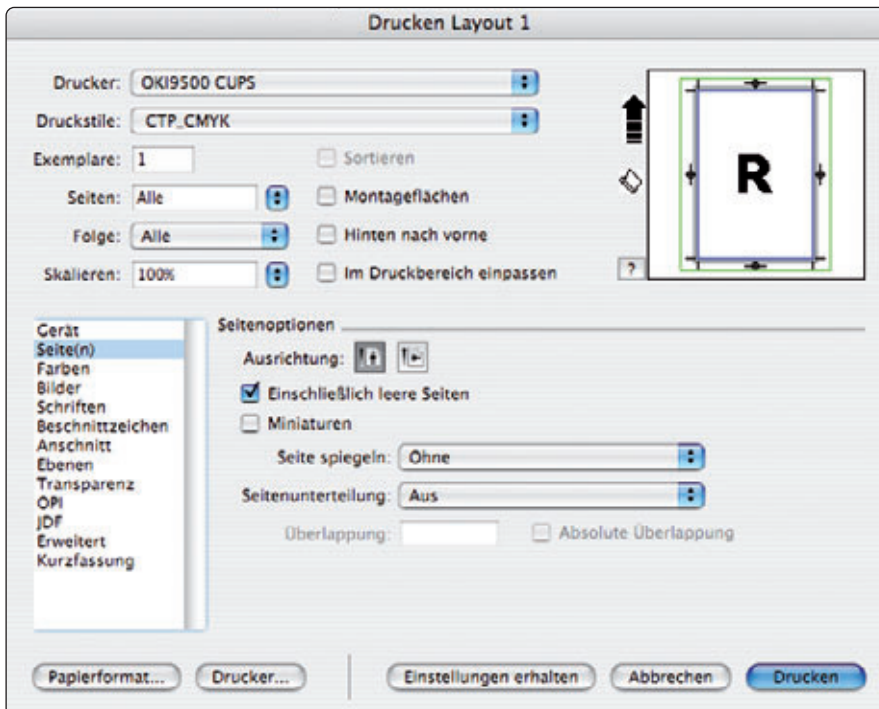 Drucken Layout 1
Drucker: OKI9500 CUPS
Druckstile: CTP_CMYK
Exemplare: 1 Sortieren
Seiten: Alle Montageflächen
Folge: Alle Hinten nach vorne
Skalieren: 100% Im Druckbereich einpassen
R
?
Gerät
Seite(n)
Farben
Bilder
Schriften
Beschnittzeichen
Anschnitt
Ebenen
Transparenz
OPI
JDF
Erweitert
Kurzfassung
Seitenoptionen
Ausrichtung:
Einschließlich leere Seiten
Miniaturen
Seite spiegeln: Ohne
Seitenunterteilung: Aus
Überlappung: Absolute Überlappung
Papierformat... Drucker... Einstellungen erhalten Abbrechen Drucken